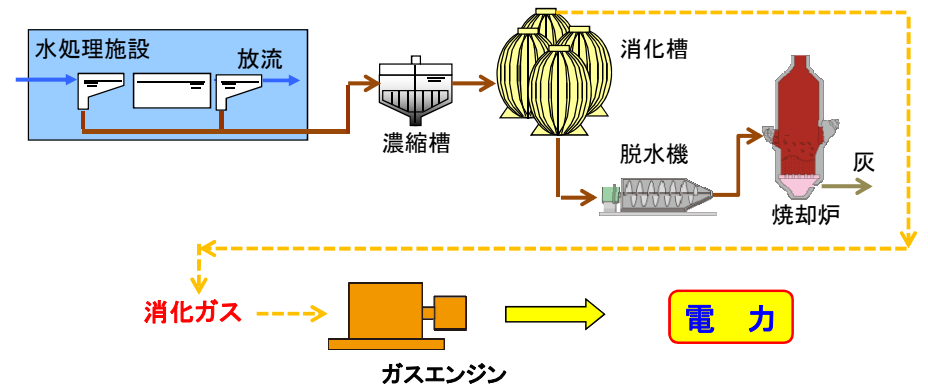 水処理施設
放流
消化槽
濃縮槽
脱水機
灰
焼却炉
消化ガス
電 力
ガスエンジン